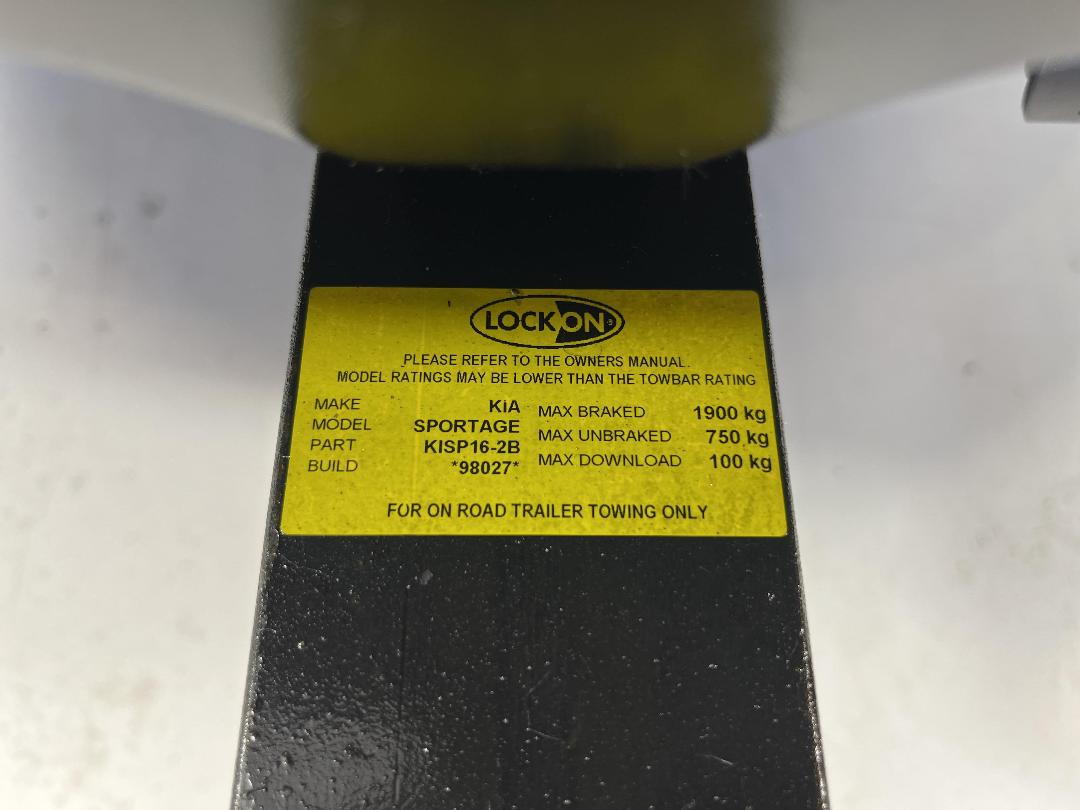 LOCKON®
PLEASE REFER TO THE OWNERS MANUAL.
MODEL RATINGS MAY BE LOWER THAN THE TOWBAR RATING
MAKE KIA MAX BRAKED 1900 kg
MODEL SPORTAGE MAX UNBRAKED 750 kg
PART KISP16-2B MAX DOWNLOAD 100 kg
BUILD *98027*
FOR ON ROAD TRAILER TOWING ONLY